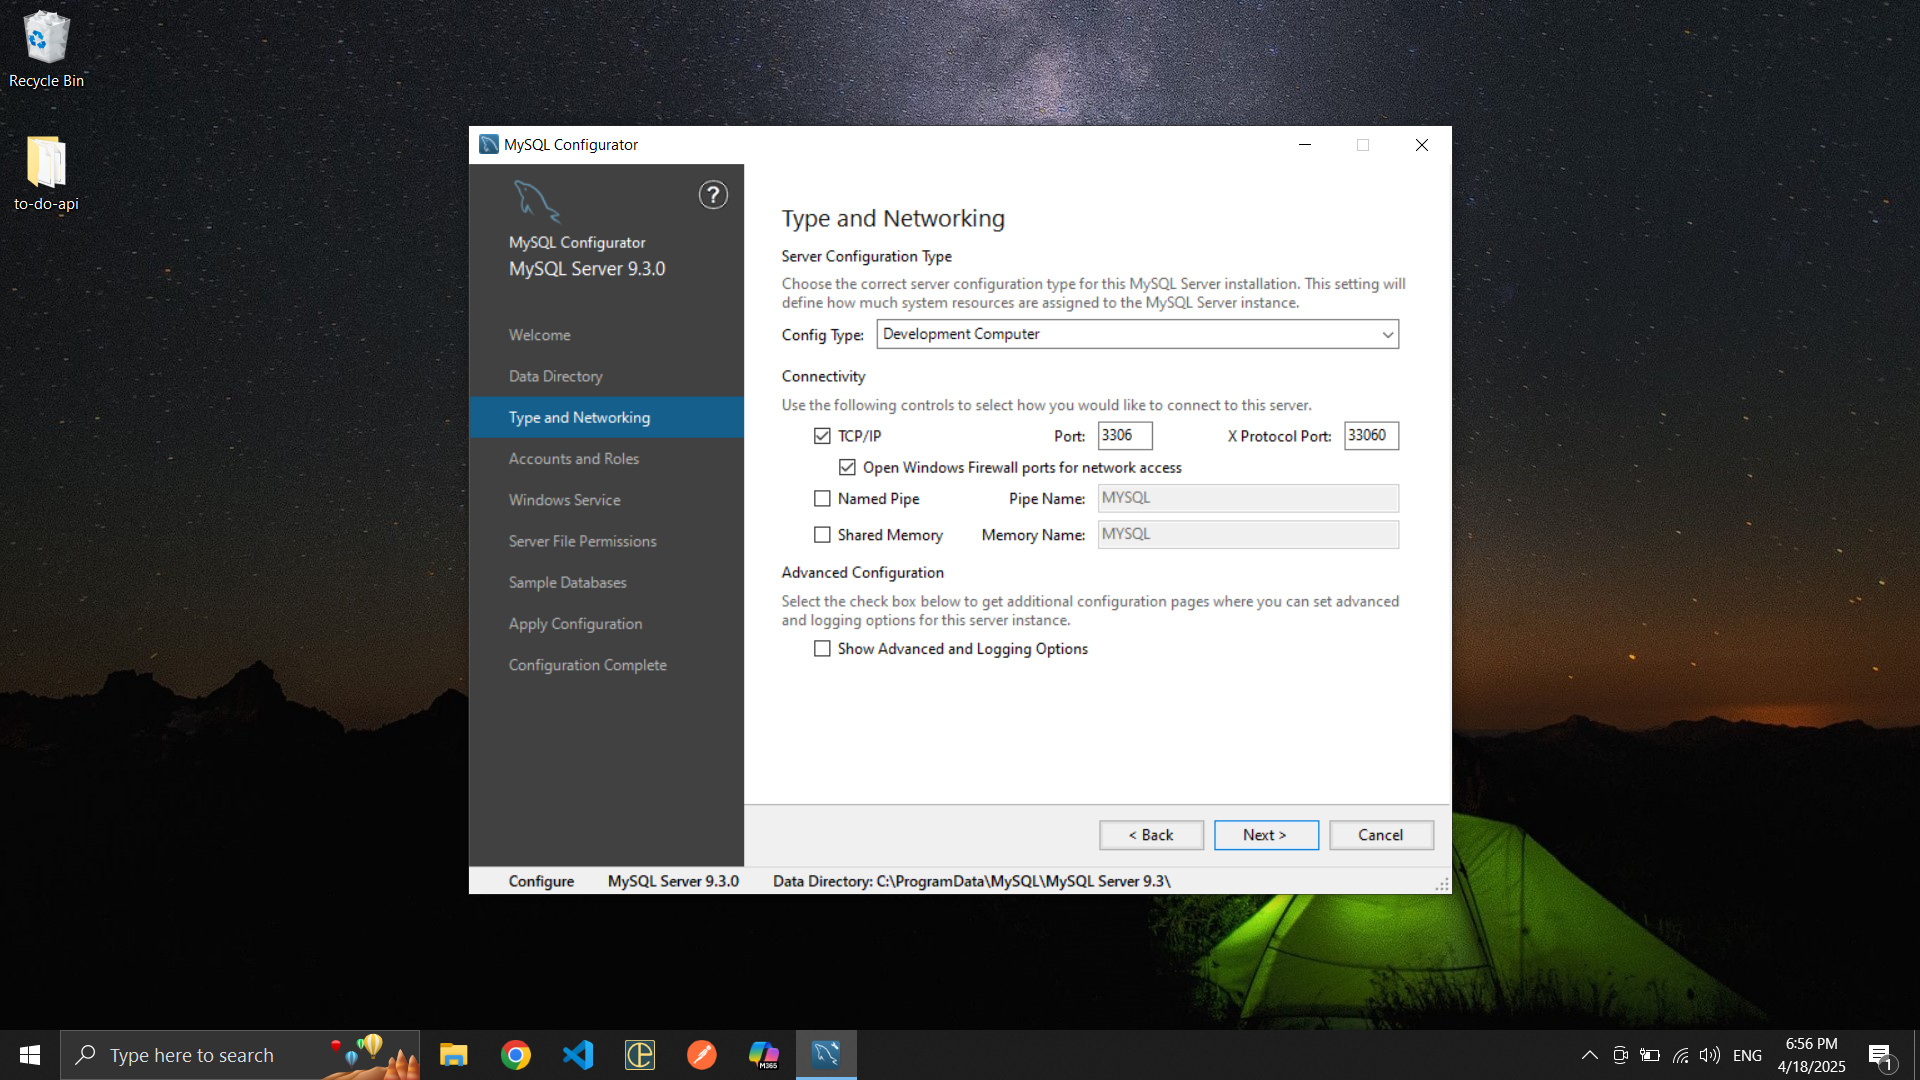 Recycle Bin
to-do-api
MySQL Configurator
?
MySQL Configurator
MySQL Server 9.3.0
Welcome
Data Directory
Type and Networking
Accounts and Roles
Windows Service
Server File Permissions
Sample Databases
Apply Configuration
Configuration Complete
Type and Networking
Server Configuration Type
Choose the correct server configuration type for this MySQL Server installation. This setting will
define how much system resources are assigned to the MySQL Server instance.
Config Type: Development Computer
Connectivity
Use the following controls to select how you would like to connect to this server.
TCP/IP Port: 3306 X Protocol Port: 33060
Open Windows Firewall ports for network access
Named Pipe Pipe Name: MYSQL
Shared Memory Memory Name: MYSQL
Advanced Configuration
Select the check box below to get additional configuration pages where you can set advanced
and logging options for this server instance.
Show Advanced and Logging Options
< Back Next > Cancel
Configure MySQL Server 9.3.0 Data Directory: C:\ProgramData\MySQL\MySQL Server 9.3\
Type here to search
M365
ENG
6:56 PM
4/18/2025
1